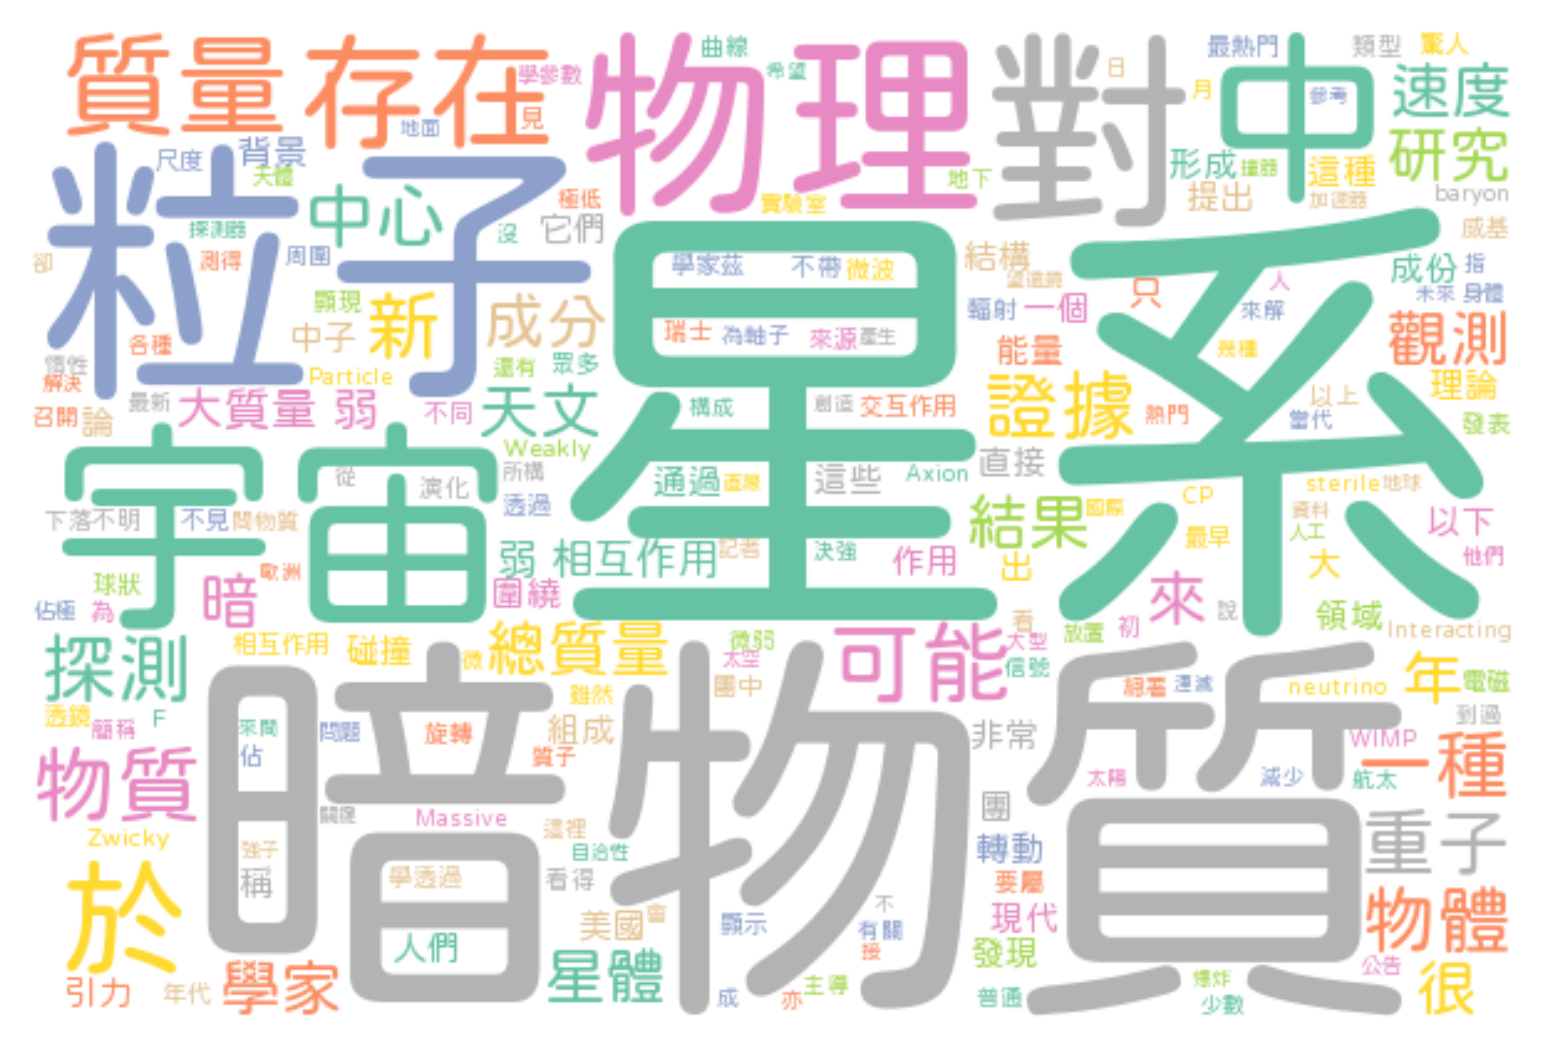 質量 存在 物理 對 中 速度
曲線 希望 學參數 見 地面 日 月 最熱門 參考 類型 驚人
尺度 背景 天體 粒子 中心 極低 實驗室 地下 形成 撞器 提出 這種 加速器 研究 baryon
探測器 測得 周圍 沒 它們 卻 星系 結構 望遠鏡 威基 成份 指
顯現 新 中子 成分 學家茲 不帶 微波 輻射 一個 只 人 來解 未來 身體
各種 慣性 解決 Particle 還有 眾多 瑞士 為軸子 來源 產生 能量 幾種 觀測
召開 論 最新 大質量 弱 不同 天文 構成 創造 交互作用 證據 熱門 以上 當代 理論 發表
宇宙 從 演化 Weakly 所構 透過 通過 直線 這些 Axion 直接 sterile 地球
下落不明 不見 間物質 弱 相互作用 記者 決強 作用 結果 國際 CP 最早 資料 人工 以下 他們
球狀 歐洲 佔極 為 暗 圍繞 出 大 來 說 領域 Interacting
探測 相互作用 碰撞 微 總質量 微弱 太空 可能 看 大型 信號 放置 初 年 電磁
透鏡 簡稱 F 暗物質 雖然 團中 neutrino 到過
物質 來間 佔 問題 旋轉 組成 質子 非常 太陽 減少 WIMP 航太 一種
Zwicky 強子 稱 Massive 這裡 自洽性 團 轉動 重子
於 學透過 看得 美國 會 要屬 現代 物體
人們 顯示 不 有關 接 發現 公告
引力 年代 學家 星體 成 亦 主導 普通 爆炸 少數 很